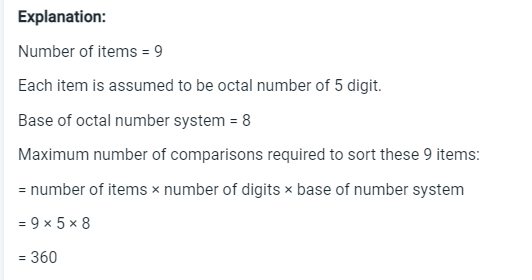 Explanation:
Number of items = 9
Each item is assumed to be octal number of 5 digit.
Base of octal number system = 8
Maximum number of comparisons required to sort these 9 items:
= number of items × number of digits × base of number system
= 9 × 5 × 8
= 360